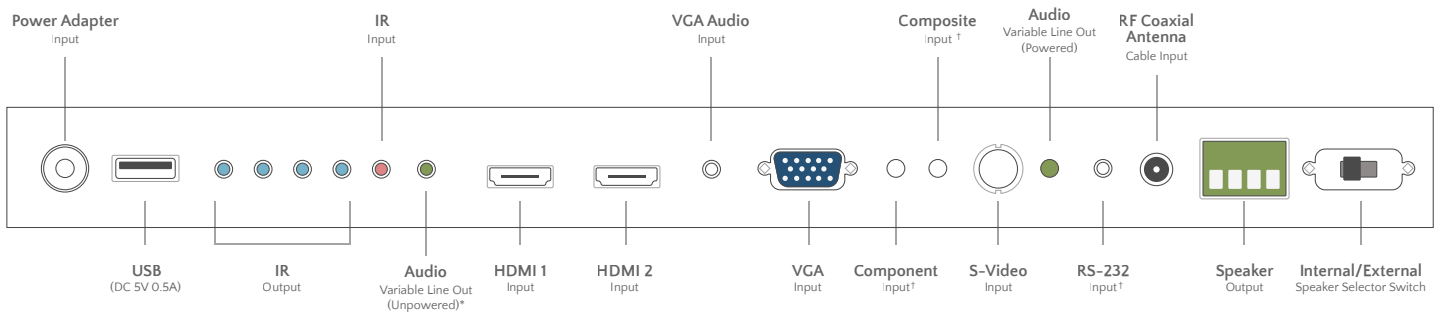 Power Adapter
Input
IR
Input
VGA Audio
Input
Composite
Input †
Audio
Variable Line Out
(Powered)
RF Coaxial
Antenna
Cable Input
USB
(DC 5V 0.5A)
IR
Output
Audio
Variable Line Out
(Unpowered)*
HDMI 1
Input
HDMI 2
Input
VGA
Input
Component
Input†
S-Video
Input
RS-232
Input†
Speaker
Output
Internal/External
Speaker Selector Switch